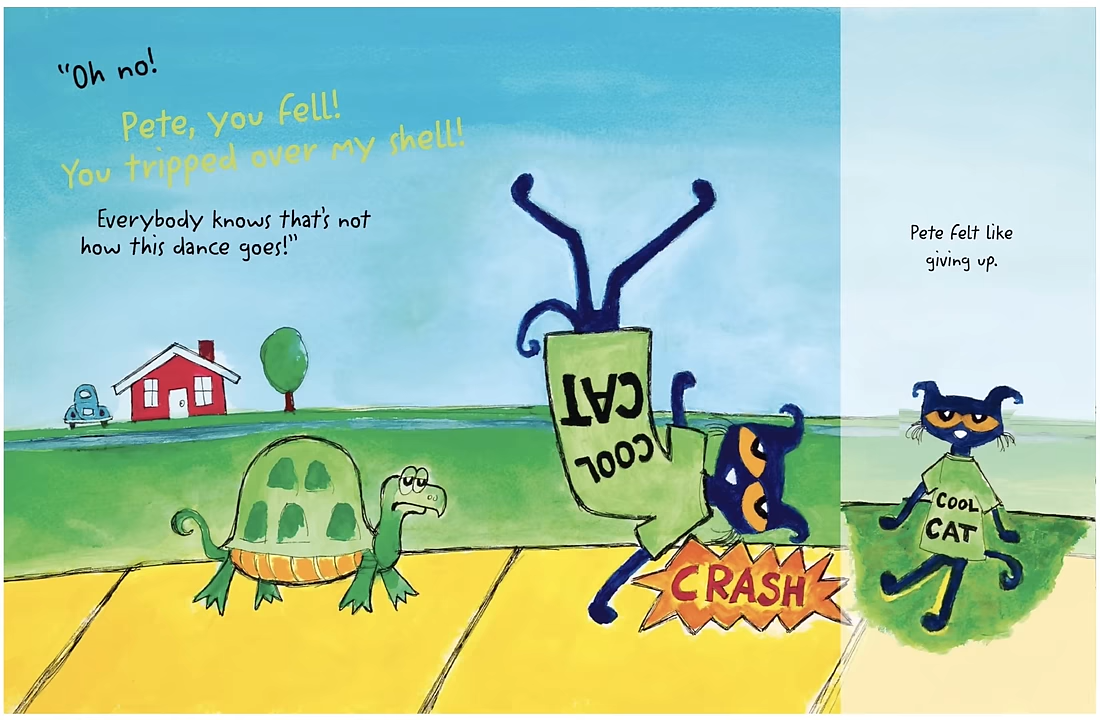 "Oh no!
Pete, you fell!
You tripped over my shell!
Everybody knows that's not
how this dance goes!"
COOL
CAT
CRASH
Pete felt like
giving up.
COOL
CAT